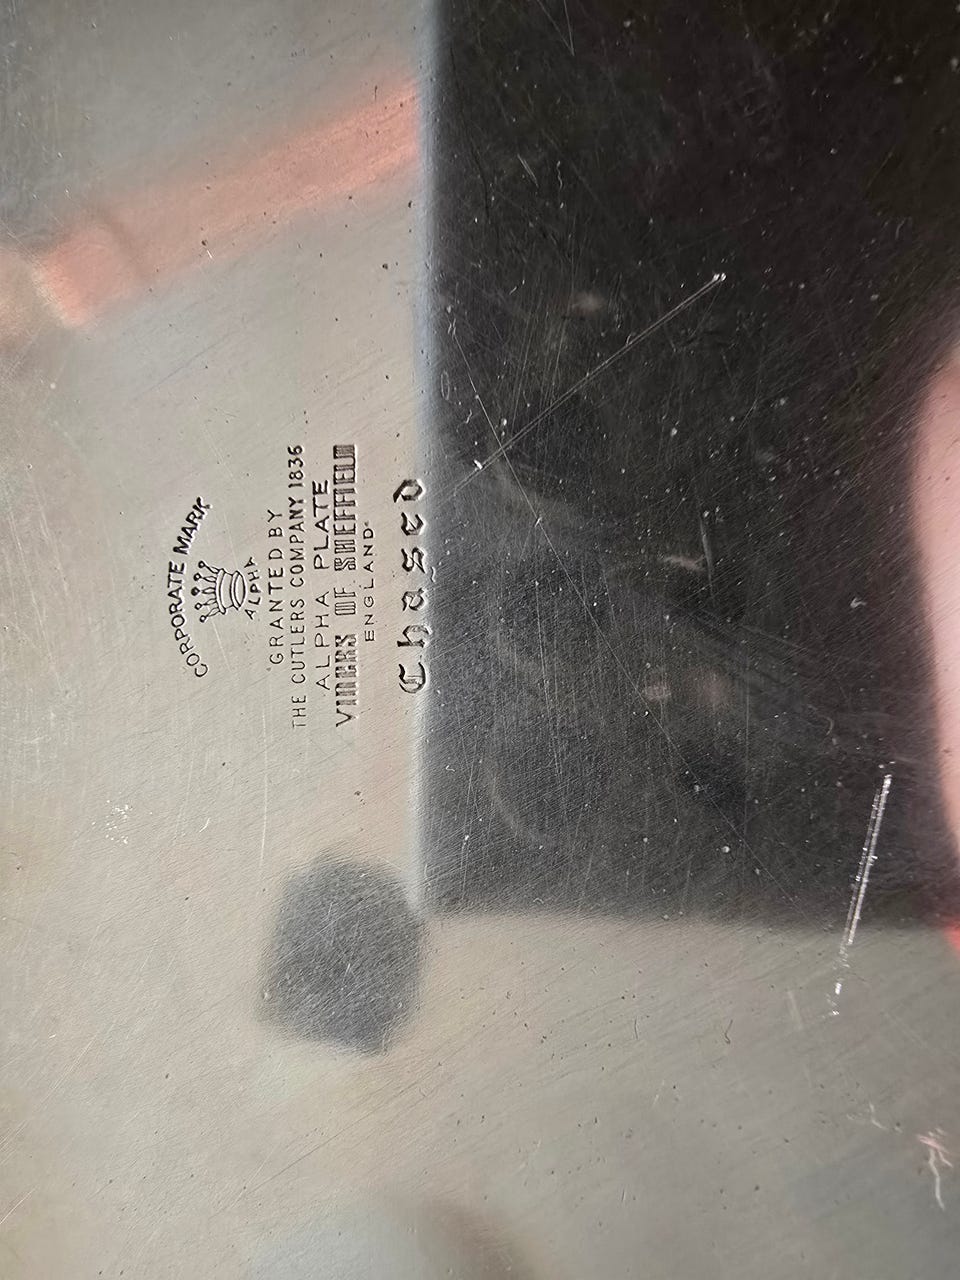 CORPORATE MARK
ALPHA
GRANTED BY
THE CUTLERS COMPANY 1836
ALPHA PLATE
VINERS OF SHEFFIELD
ENGLAND
Chased